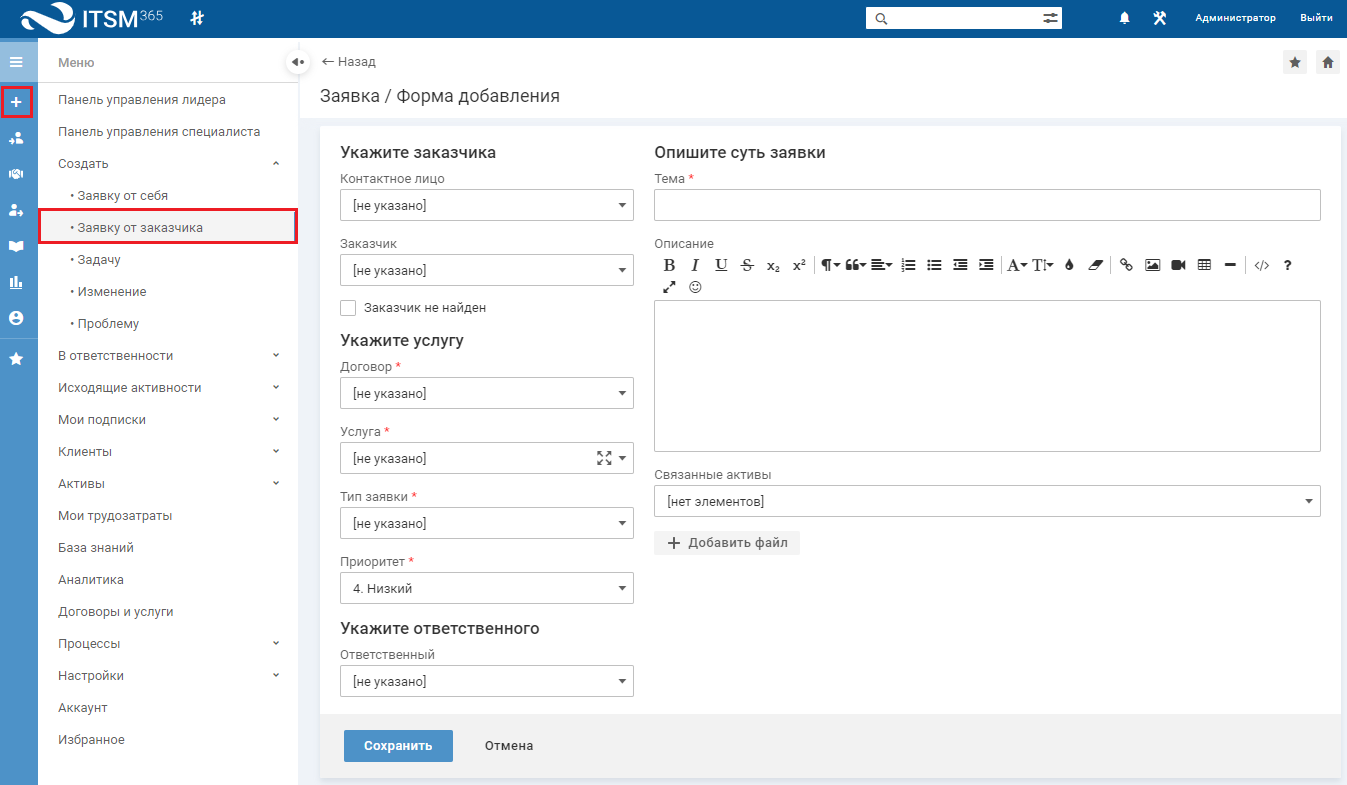 ITSM 365
Администратор
Выйти
Меню
Панель управления лидера
Панель управления специалиста
Создать
• Заявку от себя
• Заявку от заказчика
• Задачу
• Изменение
• Проблему
В ответственности
Исходящие активности
Мои подписки
Клиенты
Активы
Мои трудозатраты
База знаний
Аналитика
Договоры и услуги
Процессы
Настройки
Аккаунт
Избранное
← Назад
Заявка / Форма добавления
Укажите заказчика
Контактное лицо
[не указано]
Заказчик
[не указано]
Заказчик не найден
Укажите услугу
Договор *
[не указано]
Услуга *
[не указано]
Тип заявки *
[не указано]
Приоритет *
4. Низкий
Укажите ответственного
Ответственный
[не указано]
Опишите суть заявки
Тема *
Описание
B I U S x₂ x² ¶ A T </> ?
Связанные активы
[нет элементов]
+ Добавить файл
Сохранить
Отмена